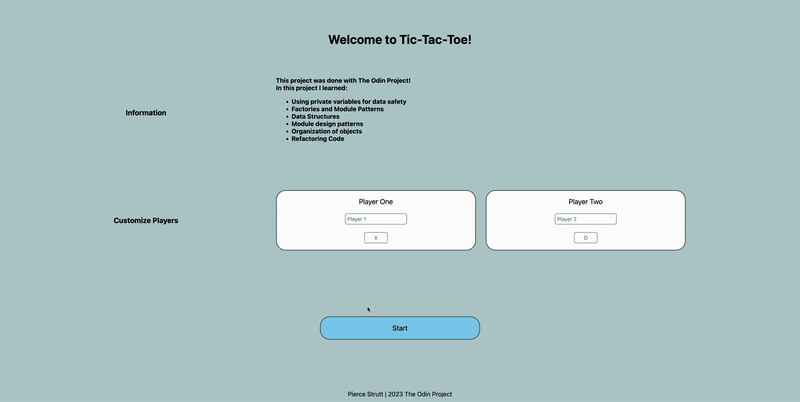 Welcome to Tic-Tac-Toe!
Information
This project was done with The Odin Project!
In this project I learned:
• Using private variables for data safety
• Factories and Module Patterns
• Data Structures
• Module design patterns
• Organization of objects
• Refactoring Code
Customize Players
Player One
Player 1
X
Player Two
Player 2
O
Start
Pierce Strutt | 2023 The Odin Project